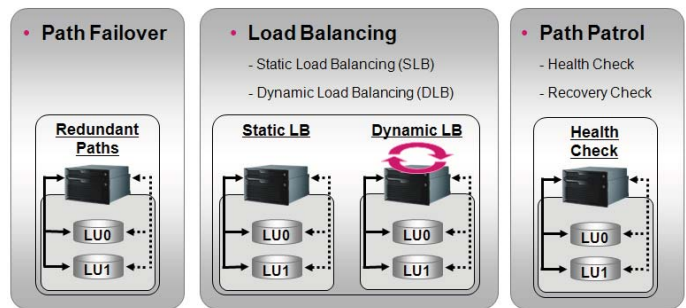 • Path Failover
Redundant
Paths
LU0
LU1
• Load Balancing
- Static Load Balancing (SLB)
- Dynamic Load Balancing (DLB)
Static LB
LU0
LU1
Dynamic LB
LU0
LU1
• Path Patrol
- Health Check
- Recovery Check
Health
Check
LU0
LU1